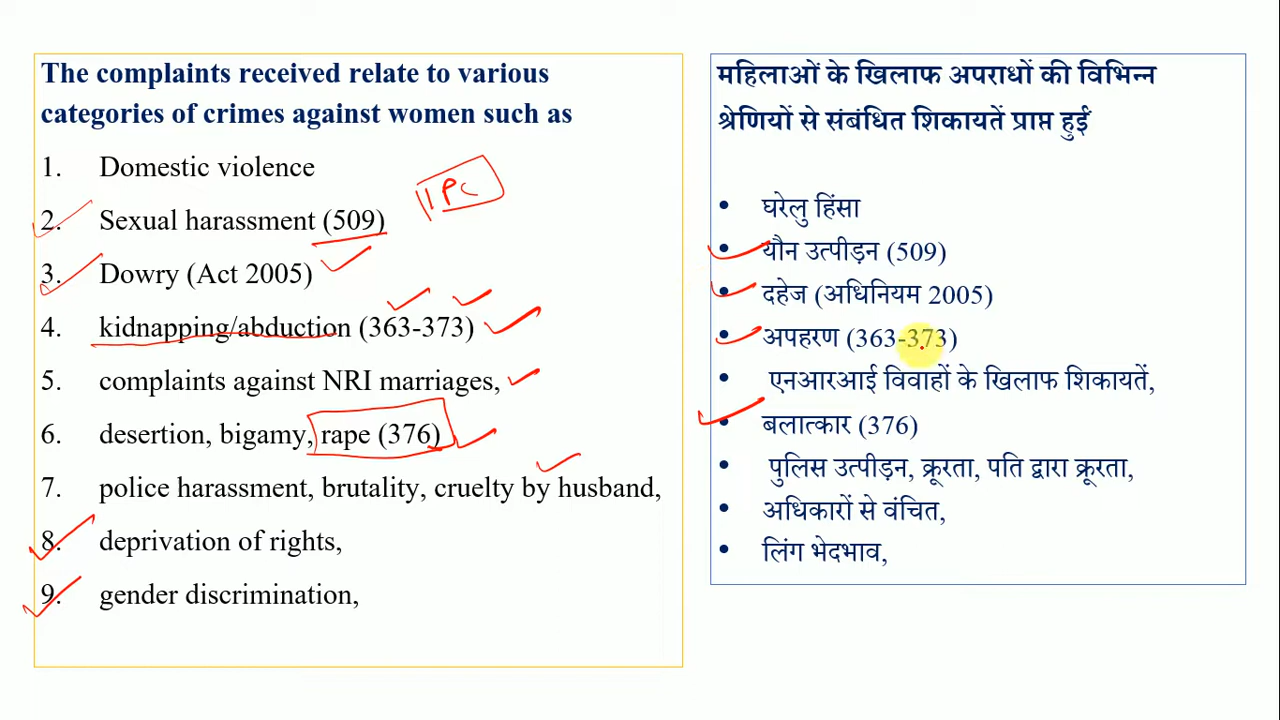 The complaints received relate to various
categories of crimes against women such as
1. Domestic violence
2. Sexual harassment (509)
IPC
3. Dowry (Act 2005)
4. kidnapping/abduction (363-373)
5. complaints against NRI marriages,
6. desertion, bigamy, rape (376)
7. police harassment, brutality, cruelty by husband,
8. deprivation of rights,
9. gender discrimination,
महिलाओं के खिलाफ अपराधों की विभिन्न
श्रेणियों से संबंधित शिकायतें प्राप्त हुईं
• घरेलु हिंसा
• यौन उत्पीड़न (509)
• दहेज (अधिनियम 2005)
• अपहरण (363-373)
• एनआरआई विवाहों के खिलाफ शिकायतें,
• बलात्कार (376)
• पुलिस उत्पीड़न, क्रूरता, पति द्वारा क्रूरता,
• अधिकारों से वंचित,
• लिंग भेदभाव,